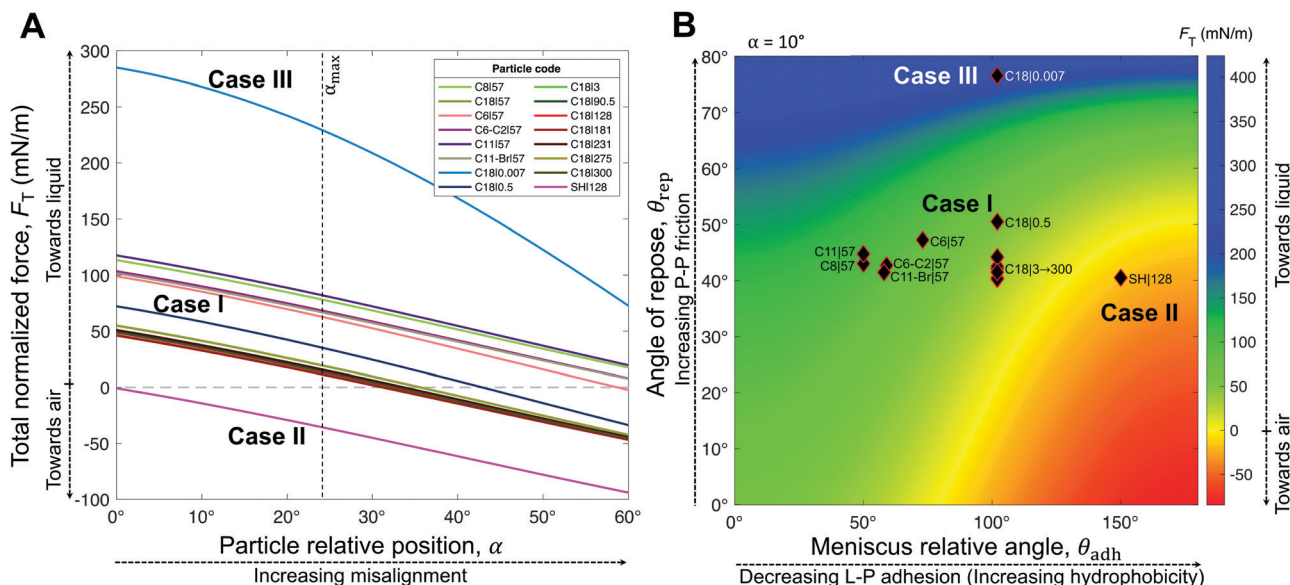 A
Total normalized force, F_T (mN/m)
Towards liquid
Towards air
300
250
200
150
100
50
0
-50
-100
0°
10°
20°
30°
40°
50°
60°
Particle relative position, α
Increasing misalignment
Case III
Case I
Case II
α_max
Particle code
C8|57
C18|57
C6|57
C6-C2|57
C11|57
C11-Br|57
C18|0.007
C18|0.5
C18|3
C18|90.5
C18|128
C18|181
C18|231
C18|275
C18|300
SH|128
B
α = 10°
Angle of repose, θ_rep
Increasing P-P friction
80°
70°
60°
50°
40°
30°
20°
10°
0°
0°
50°
100°
150°
Meniscus relative angle, θ_adh
Decreasing L-P adhesion (Increasing hydrophobicity)
Case III
C18|0.007
Case I
C18|0.5
C11|57
C8|57
C6|57
C6-C2|57
C11-Br|57
C18|3→300
SH|128
Case II
F_T (mN/m)
400
350
300
250
200
150
100
50
0
-50
Towards liquid
Towards air